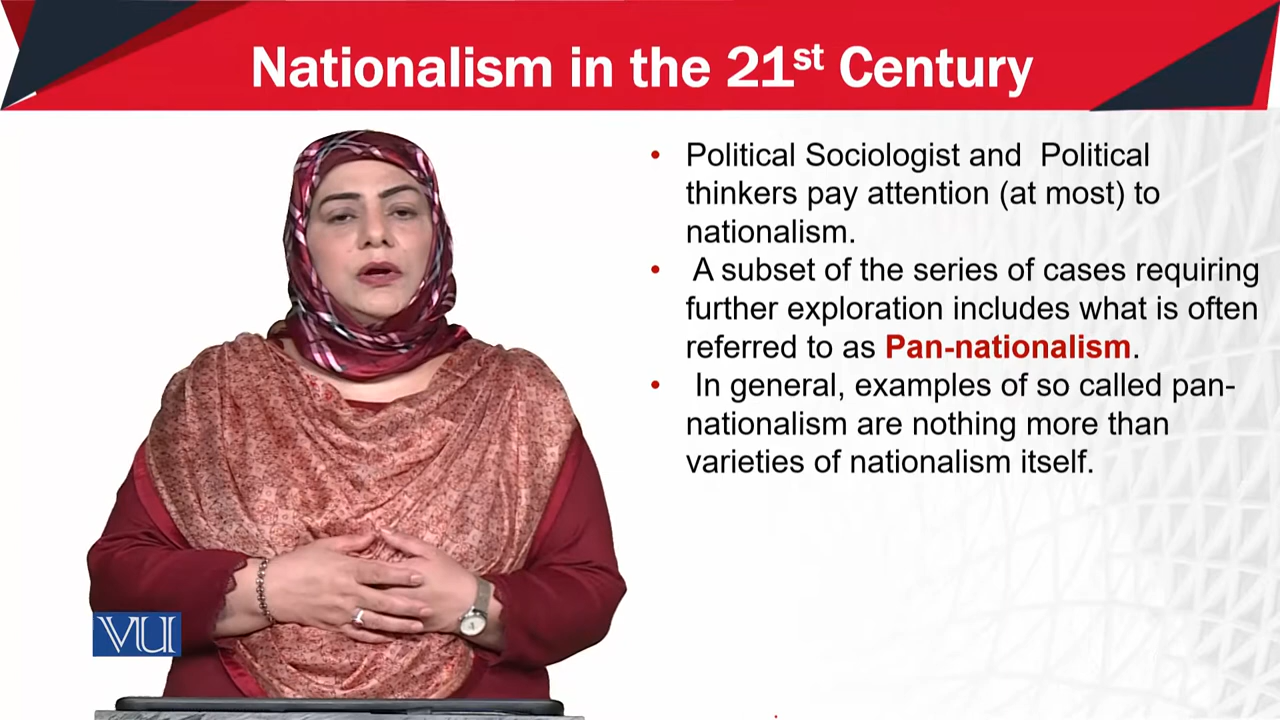 Nationalism in the 21st Century
• Political Sociologist and  Political
thinkers pay attention (at most) to
nationalism.
•  A subset of the series of cases requiring
further exploration includes what is often
referred to as Pan-nationalism.
•  In general, examples of so called pan-
nationalism are nothing more than
varieties of nationalism itself.
VU